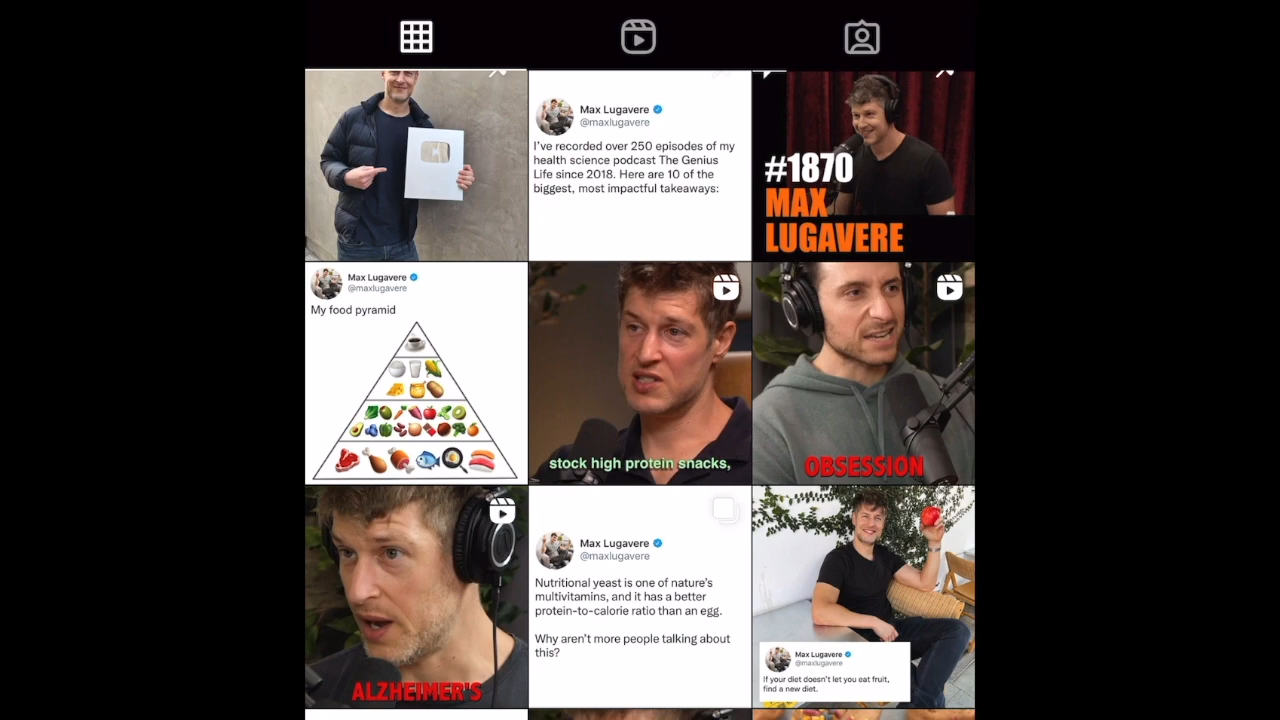 Max Lugavere
@maxlugavere
I've recorded over 250 episodes of my
health science podcast The Genius
Life since 2018. Here are 10 of the
biggest, most impactful takeaways:
#1870
MAX
LUGAVERE
Max Lugavere
@maxlugavere
My food pyramid
stock high protein snacks,
OBSESSION
ALZHEIMER'S
Max Lugavere
@maxlugavere
Nutritional yeast is one of nature's
multivitamins, and it has a better
protein-to-calorie ratio than an egg.
Why aren't more people talking about
this?
Max Lugavere
@maxlugavere
If your diet doesn't let you eat fruit,
find a new diet.